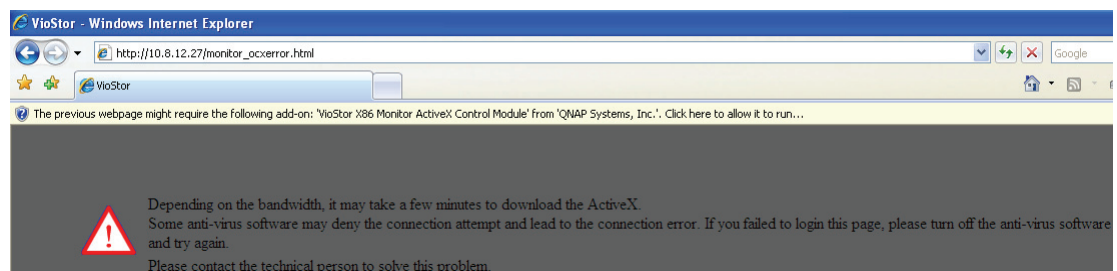 VioStor - Windows Internet Explorer
http://10.8.12.27/monitor_ocxerror.html
Google
VioStor
The previous webpage might require the following add-on: 'VioStor X86 Monitor ActiveX Control Module' from 'QNAP Systems, Inc.'. Click here to allow it to run...
Depending on the bandwidth, it may take a few minutes to download the ActiveX.
Some anti-virus software may deny the connection attempt and lead to the connection error. If you failed to login this page, please turn off the anti-virus software
and try again.
Please contact the technical person to solve this problem.